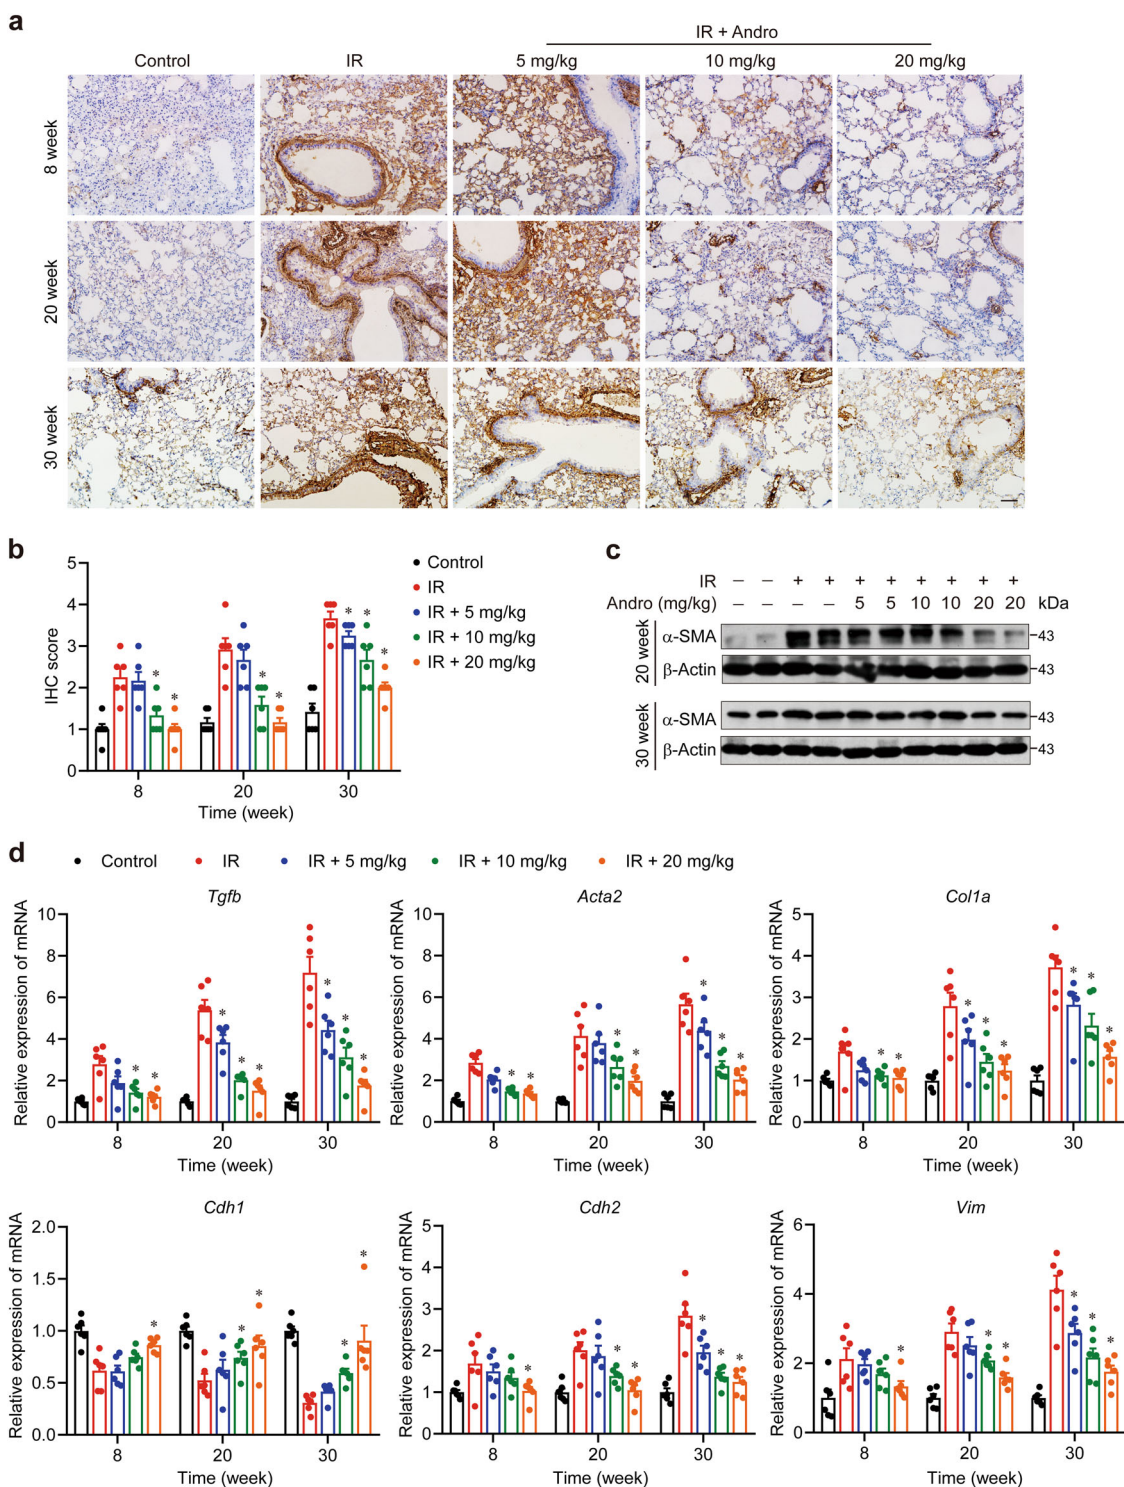 a
IR + Andro
Control IR 5 mg/kg 10 mg/kg 20 mg/kg
8 week
20 week
30 week
b
IHC score
5
4
3
2
1
0
8 20 30
Time (week)
Control
IR
IR + 5 mg/kg
IR + 10 mg/kg
IR + 20 mg/kg
* * * * * * *
c
IR − − + + + + + + + +
Andro (mg/kg) − − − − 5 5 10 10 20 20 kDa
20 week
α-SMA 43
β-Actin 43
30 week
α-SMA 43
β-Actin 43
d
Control IR IR + 5 mg/kg IR + 10 mg/kg IR + 20 mg/kg
Tgfb
Relative expression of mRNA
10
8
6
4
2
0
* * * * * * * *
8 20 30
Time (week)
Acta2
Relative expression of mRNA
10
8
6
4
2
0
* * * * * * *
8 20 30
Time (week)
Col1a
Relative expression of mRNA
5
4
3
2
1
0
* * * * * * * *
8 20 30
Time (week)
Cdh1
Relative expression of mRNA
2.0
1.5
1.0
0.5
0.0
* * * * *
8 20 30
Time (week)
Cdh2
Relative expression of mRNA
5
4
3
2
1
0
* * * * * *
8 20 30
Time (week)
Vim
Relative expression of mRNA
6
4
2
0
* * * * * *
8 20 30
Time (week)